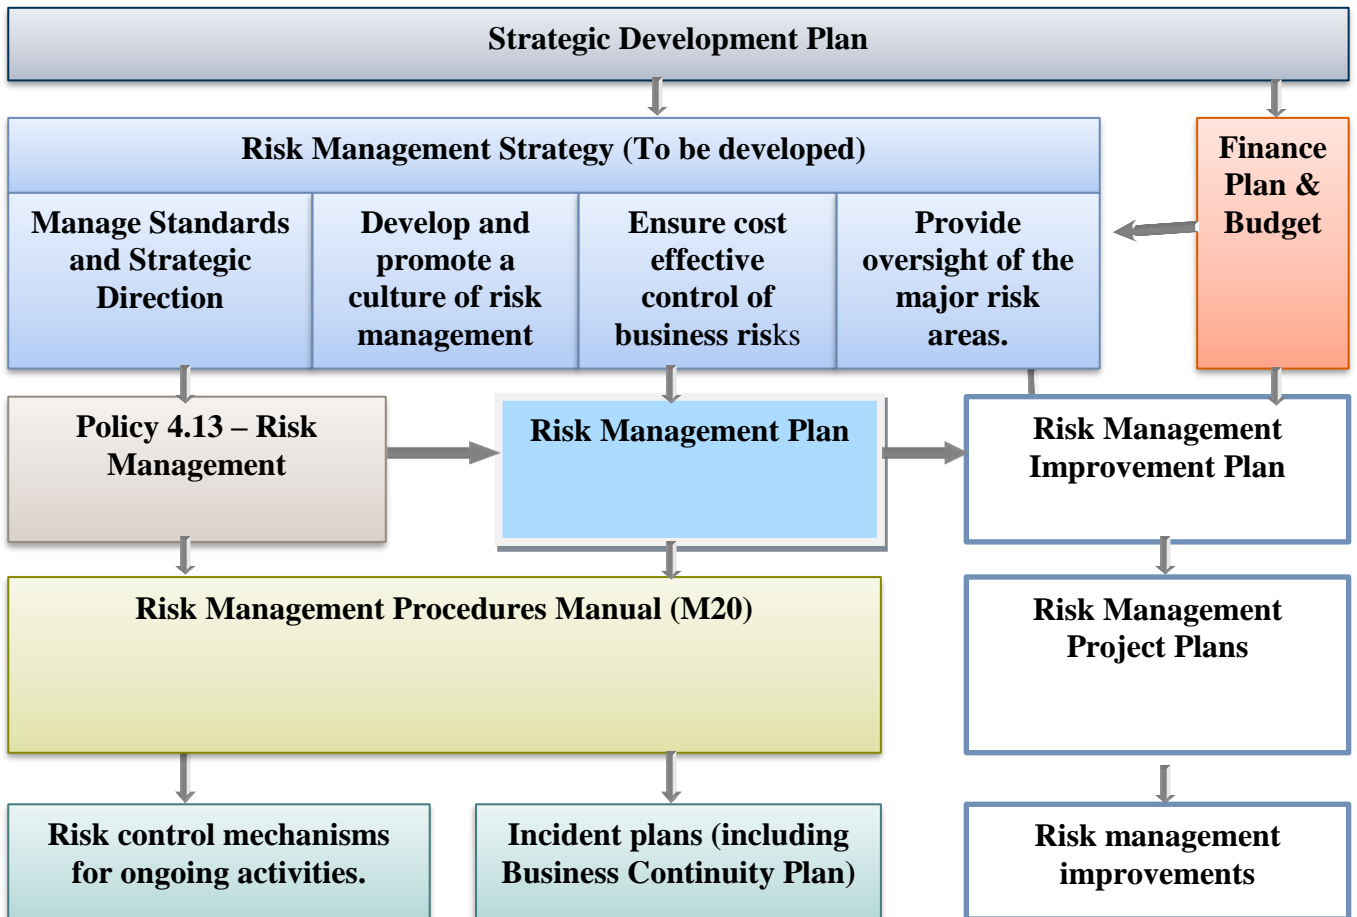 Strategic Development Plan
Risk Management Strategy (To be developed)
Finance
Plan &
Budget
Manage Standards
and Strategic
Direction
Develop and
promote a
culture of risk
management
Ensure cost
effective
control of
business risks
Provide
oversight of the
major risk
areas.
Policy 4.13 – Risk
Management
Risk Management Plan
Risk Management
Improvement Plan
Risk Management Procedures Manual (M20)
Risk Management
Project Plans
Risk control mechanisms
for ongoing activities.
Incident plans (including
Business Continuity Plan)
Risk management
improvements